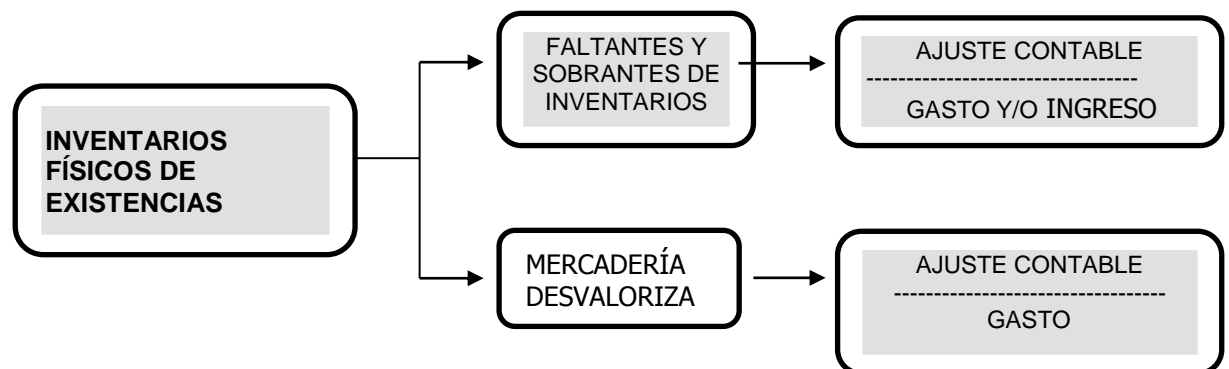 INVENTARIOS
FÍSICOS DE
EXISTENCIAS
FALTANTES Y
SOBRANTES DE
INVENTARIOS
AJUSTE CONTABLE
----------------------------------
GASTO Y/O INGRESO
MERCADERÍA
DESVALORIZA
AJUSTE CONTABLE
----------------------------------
GASTO